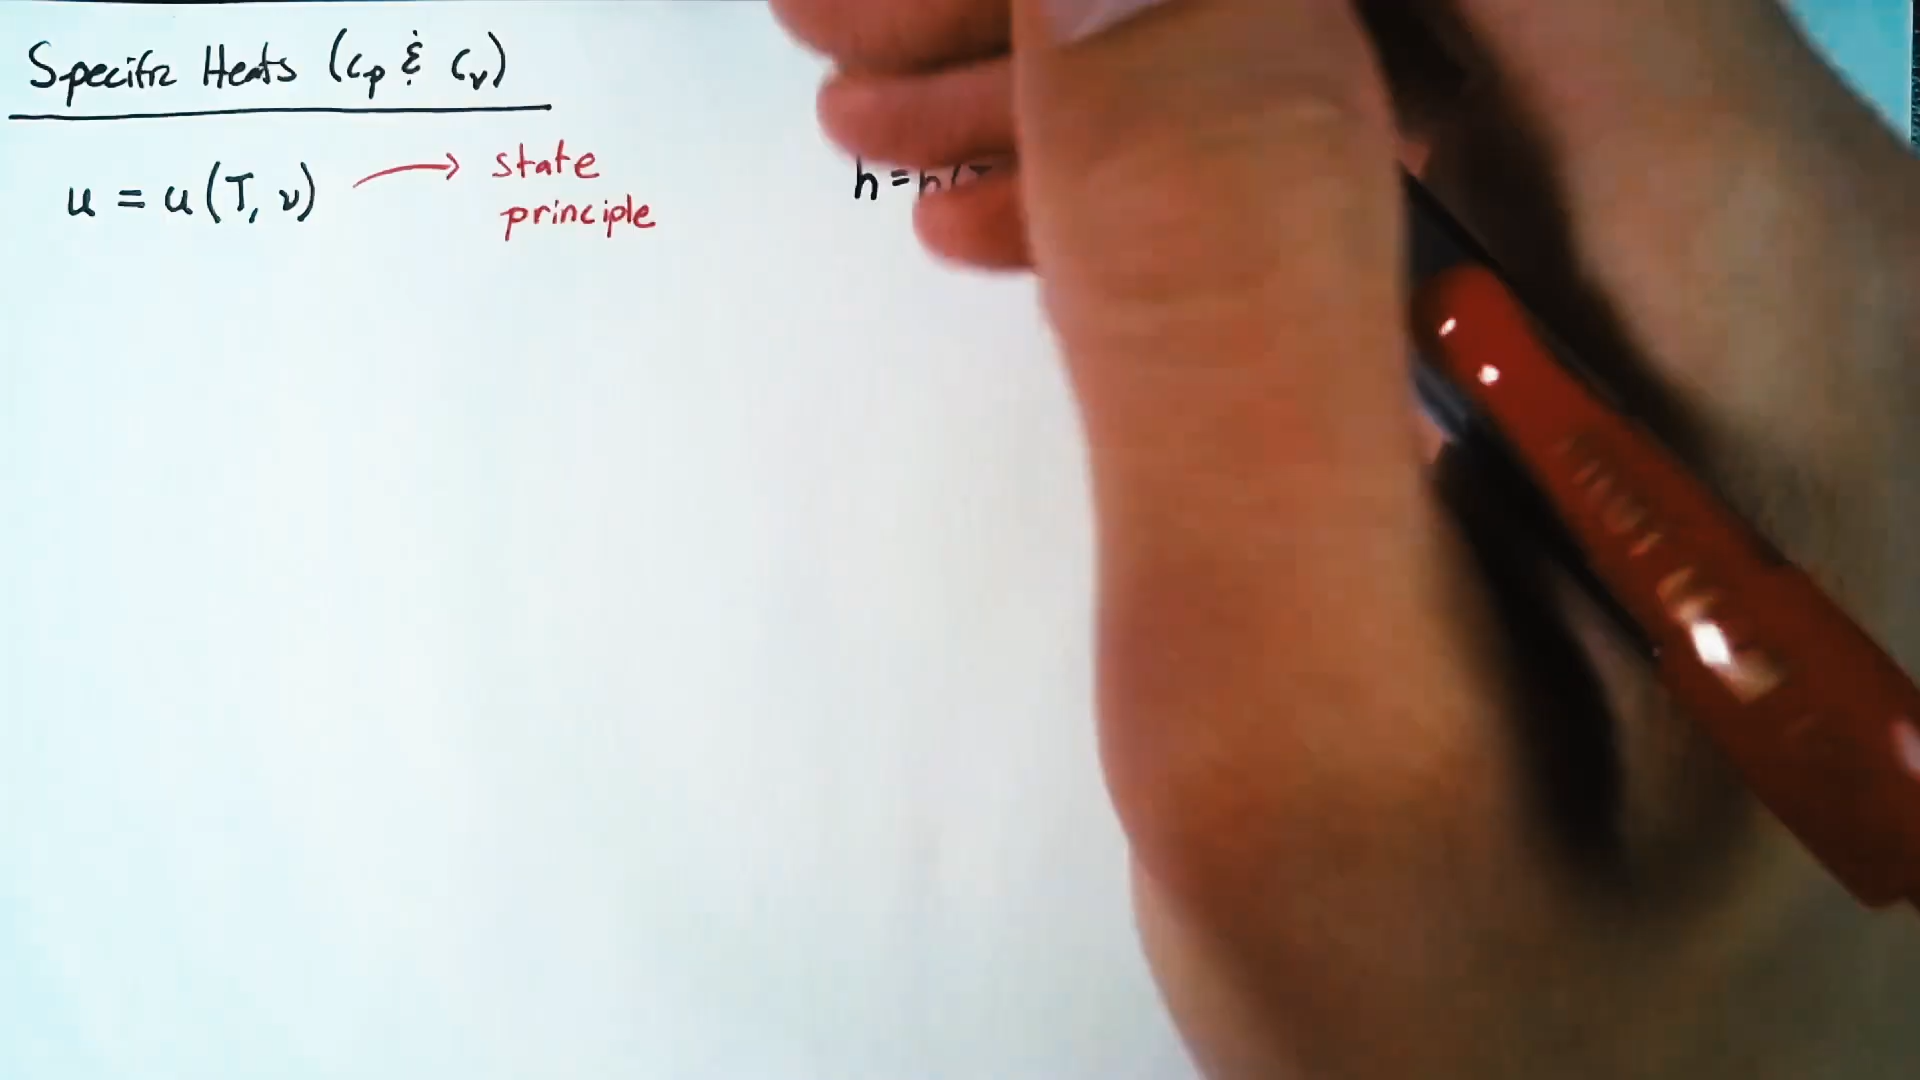 Specific Heats (cp & cv)
u = u (T, v)
state
principle
h =